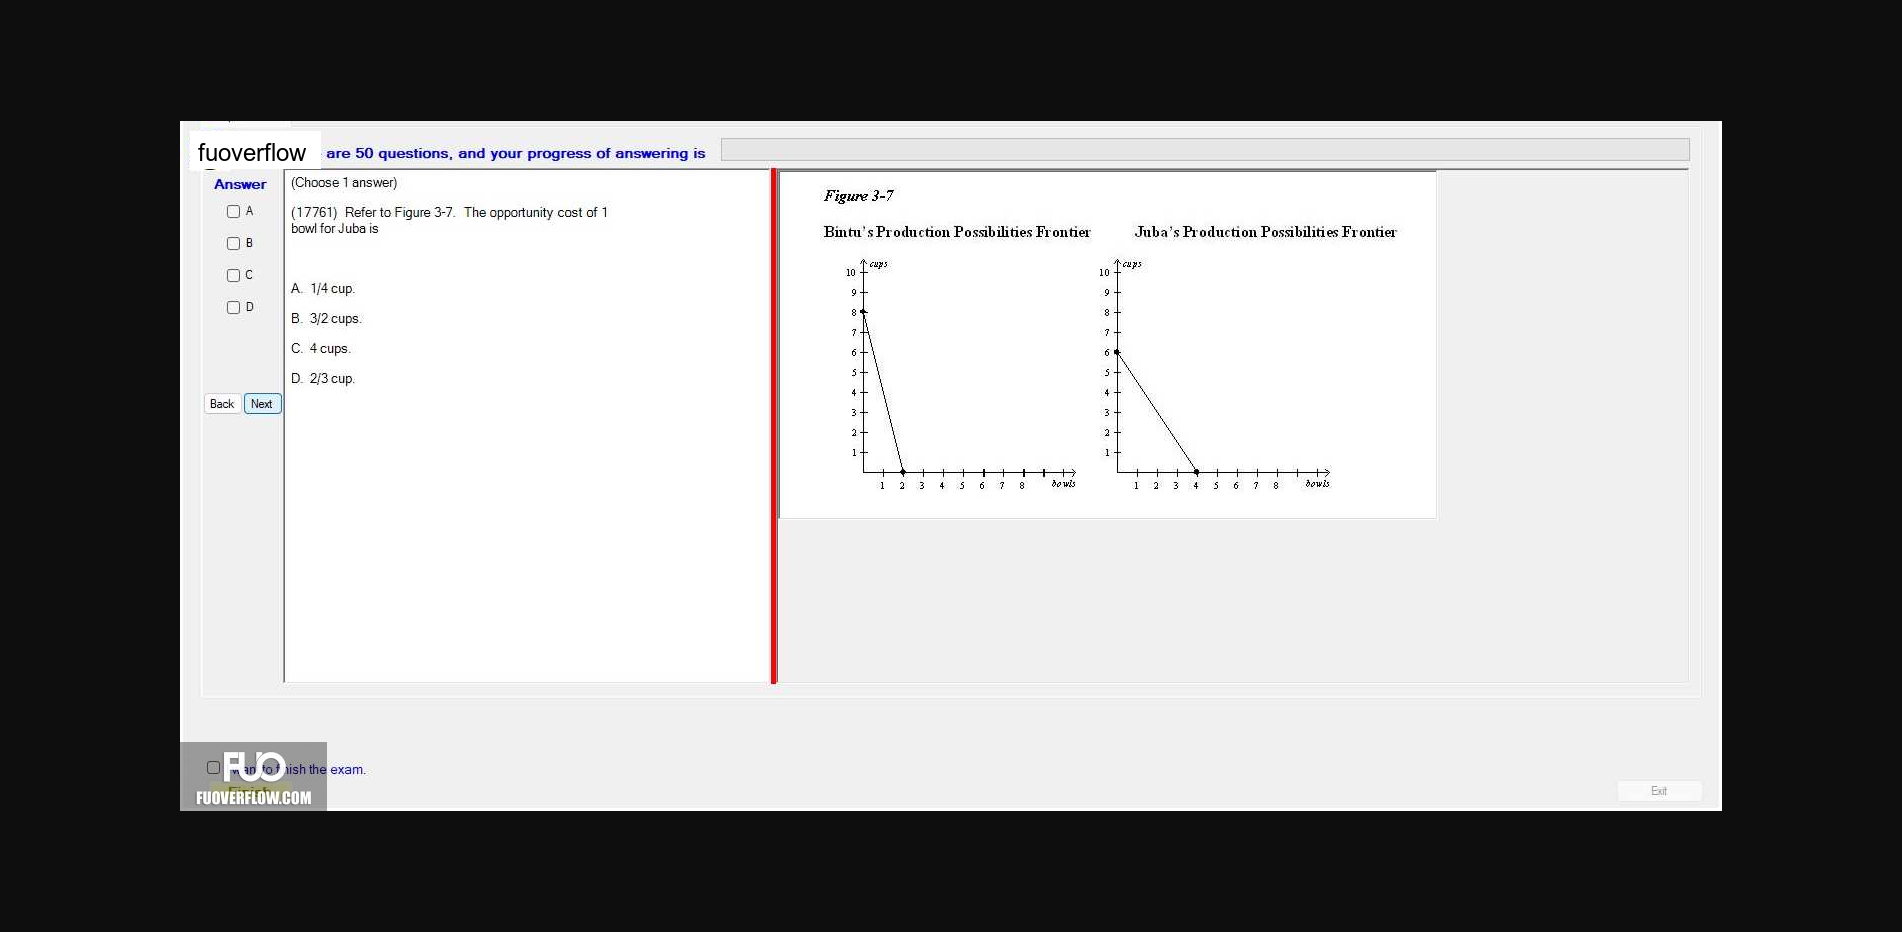 fuoverflow are 50 questions, and your progress of answering is
Answer
A
B
C
D
Back Next
(Choose 1 answer)
(17761) Refer to Figure 3-7. The opportunity cost of 1
bowl for Juba is
A. 1/4 cup.
B. 3/2 cups.
C. 4 cups.
D. 2/3 cup.
Figure 3-7
Bintu's Production Possibilities Frontier
cups
10
9
8
7
6
5
4
3
2
1
1 2 3 4 5 6 7 8 bowls
Juba's Production Possibilities Frontier
cups
10
9
8
7
6
5
4
3
2
1
1 2 3 4 5 6 7 8 bowls
FUO
FUOVERFLOW.COM
the exam.
Exit